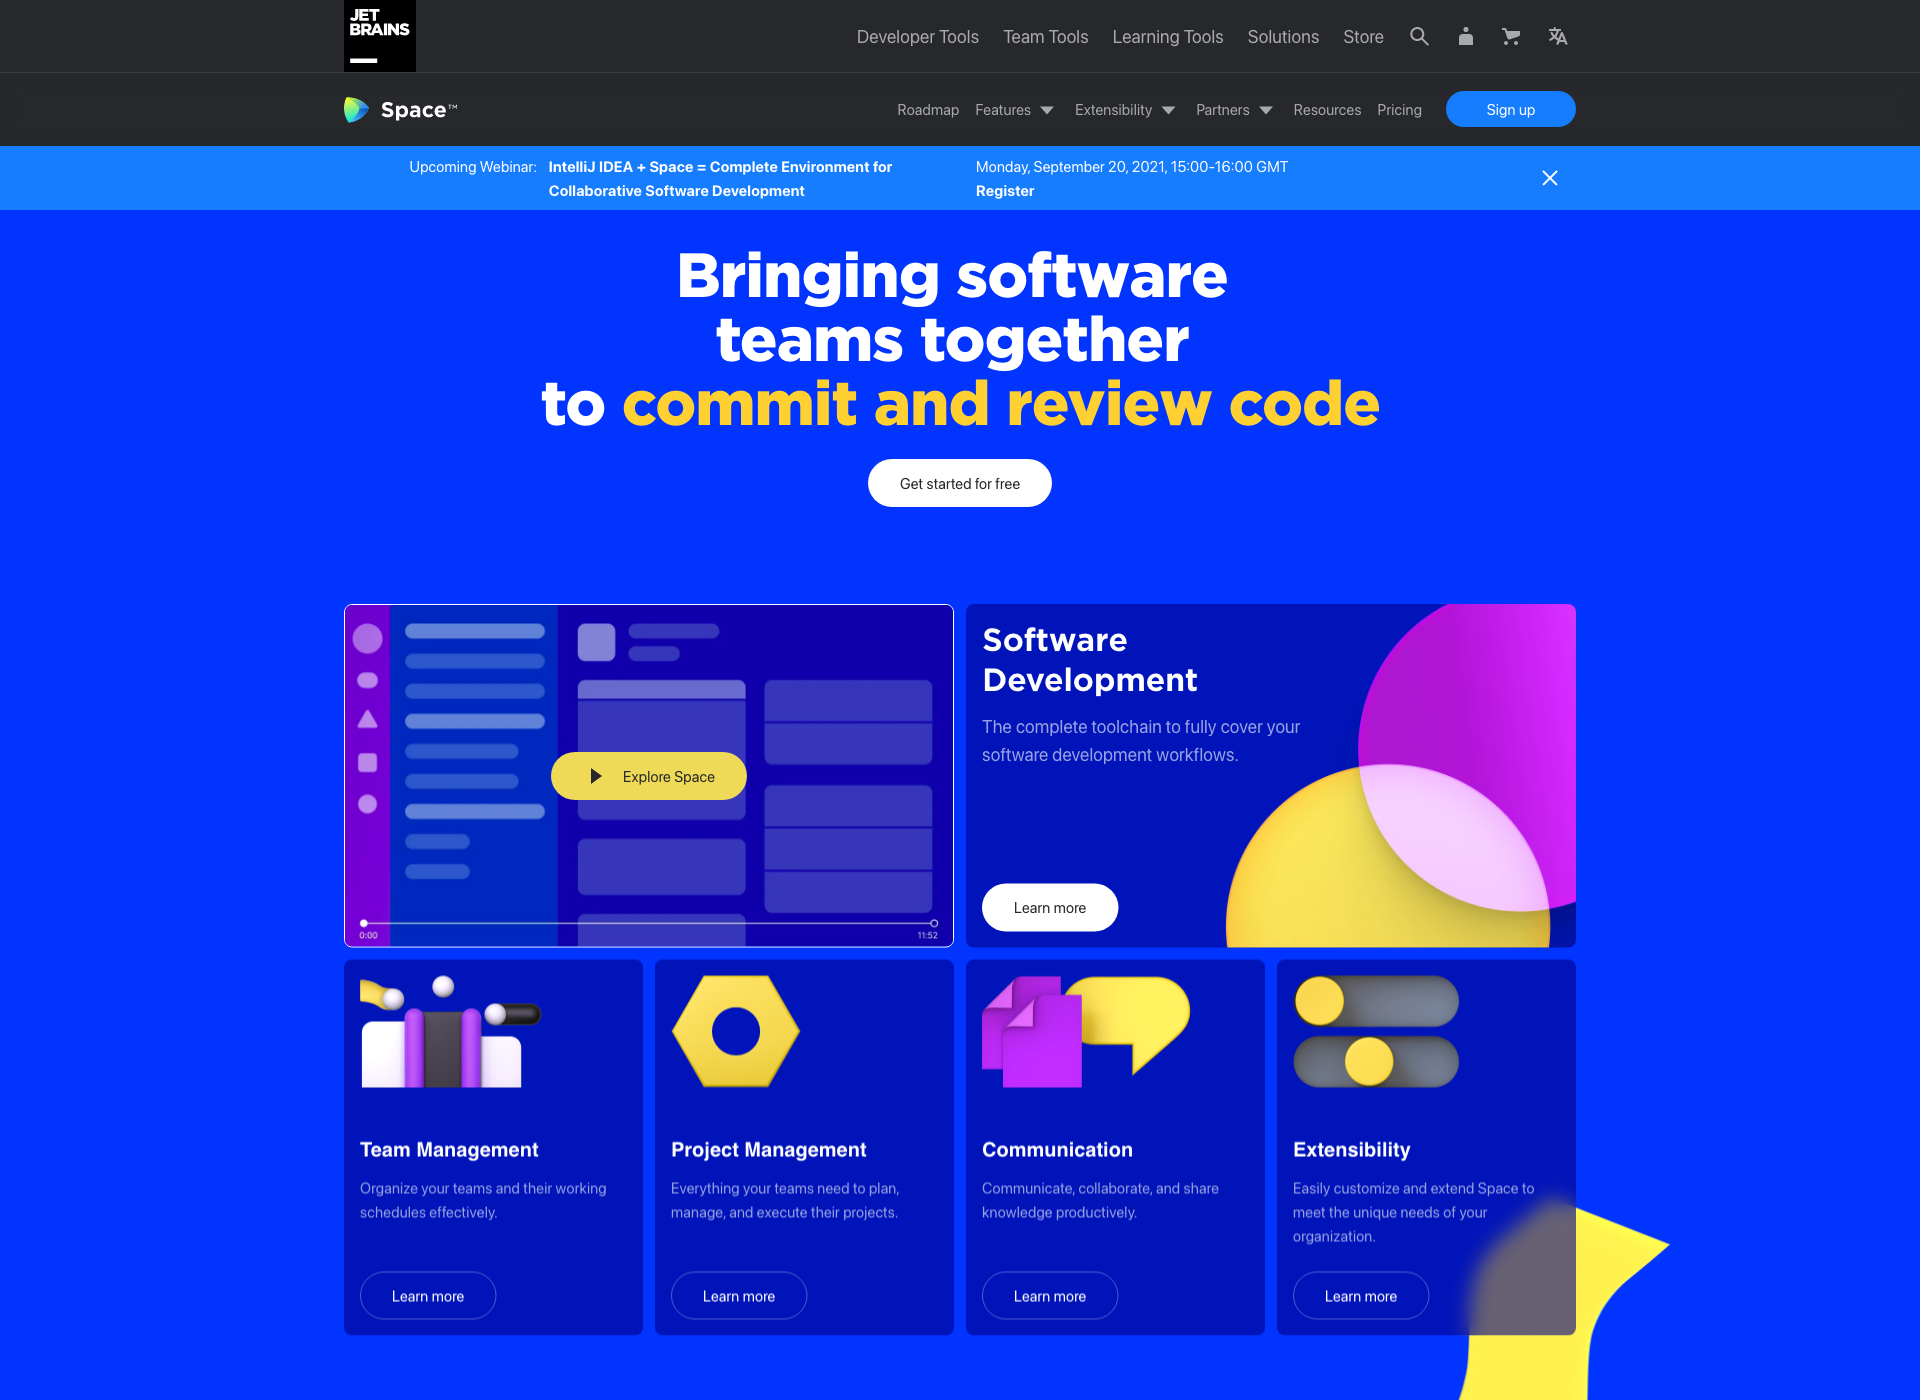 JET
BRAINS
Developer Tools Team Tools Learning Tools Solutions Store
Space™
Roadmap Features Extensibility Partners Resources Pricing Sign up
Upcoming Webinar: IntelliJ IDEA + Space = Complete Environment for
Collaborative Software Development
Monday, September 20, 2021, 15:00-16:00 GMT
Register
Bringing software
teams together
to commit and review code
Get started for free
Explore Space
0:00 11:52
Software
Development
The complete toolchain to fully cover your
software development workflows.
Learn more
Team Management
Organize your teams and their working
schedules effectively.
Learn more
Project Management
Everything your teams need to plan,
manage, and execute their projects.
Learn more
Communication
Communicate, collaborate, and share
knowledge productively.
Learn more
Extensibility
Easily customize and extend Space to
meet the unique needs of your
organization.
Learn more